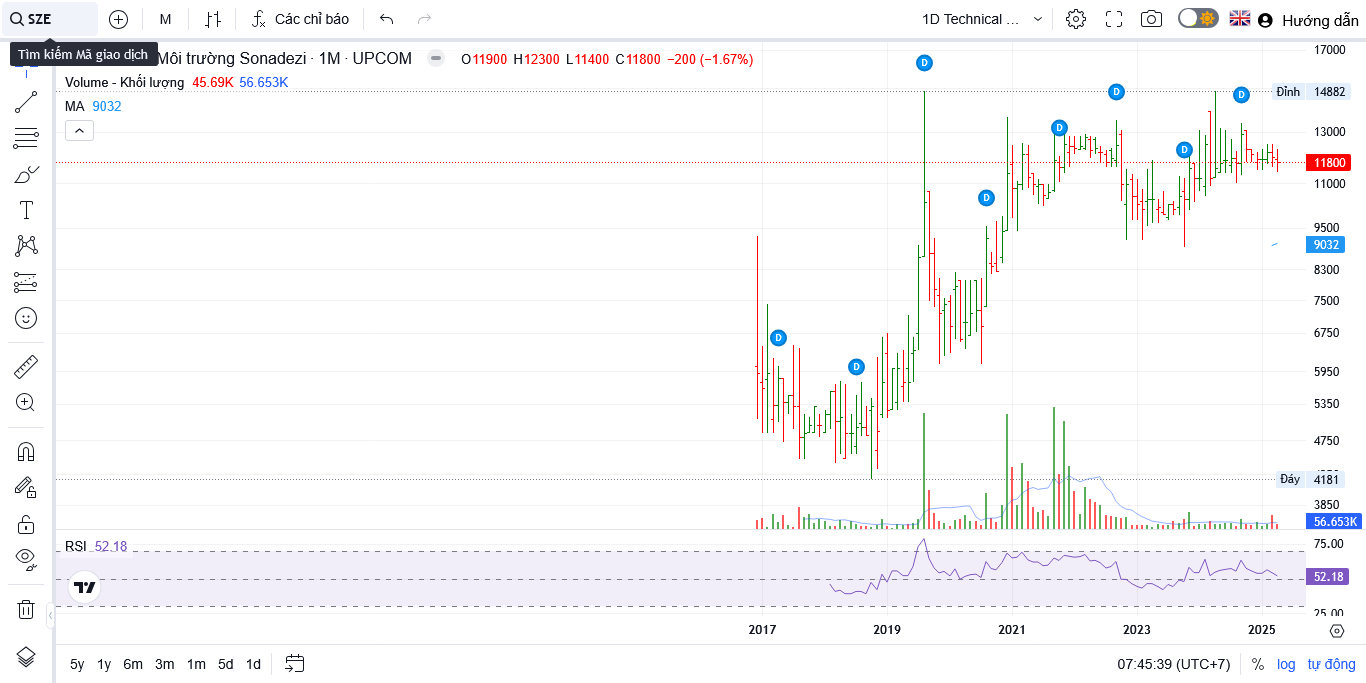 SZE
M
Các chỉ báo
1D Technical ...
Hướng dẫn
Tìm kiếm Mã giao dịch
Môi trường Sonadezi · 1M · UPCOM
O11900 H12300 L11400 C11800 −200 (−1.67%)
Volume - Khối lượng 45.69K 56.653K
MA 9032
D
D
D
D
D
D
D
D
17000
Đỉnh 14882
13000
11800
11000
9500
9032
8300
7500
6750
5950
5350
4750
Đáy 4181
3850
56.653K
RSI 52.18
75.00
52.18
25.00
2017 2019 2021 2023 2025
5y 1y 6m 3m 1m 5d 1d
07:45:39 (UTC+7) % log tự động